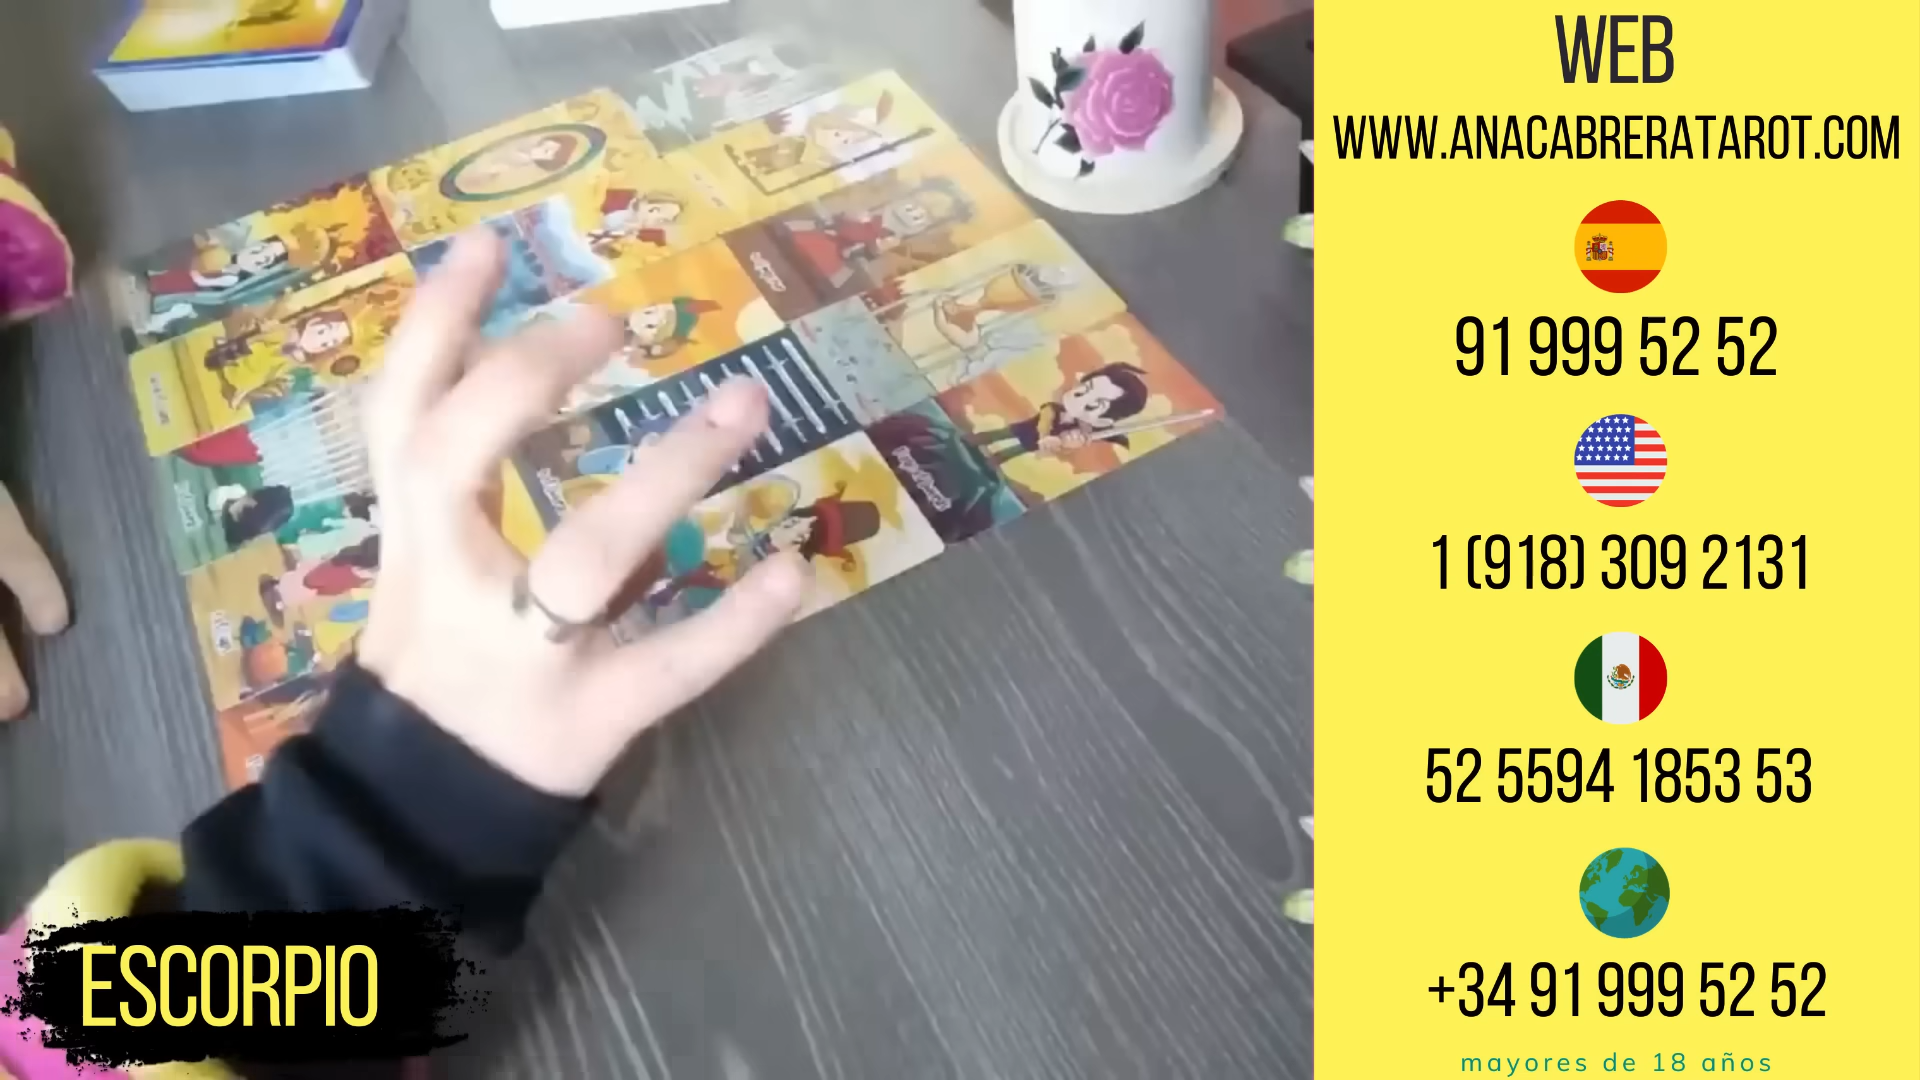 WEB
WWW.ANACABRERATAROT.COM
91 999 52 52
1 (918) 309 2131
52 5594 1853 53
+34 91 999 52 52
mayores de 18 años
ESCORPIO